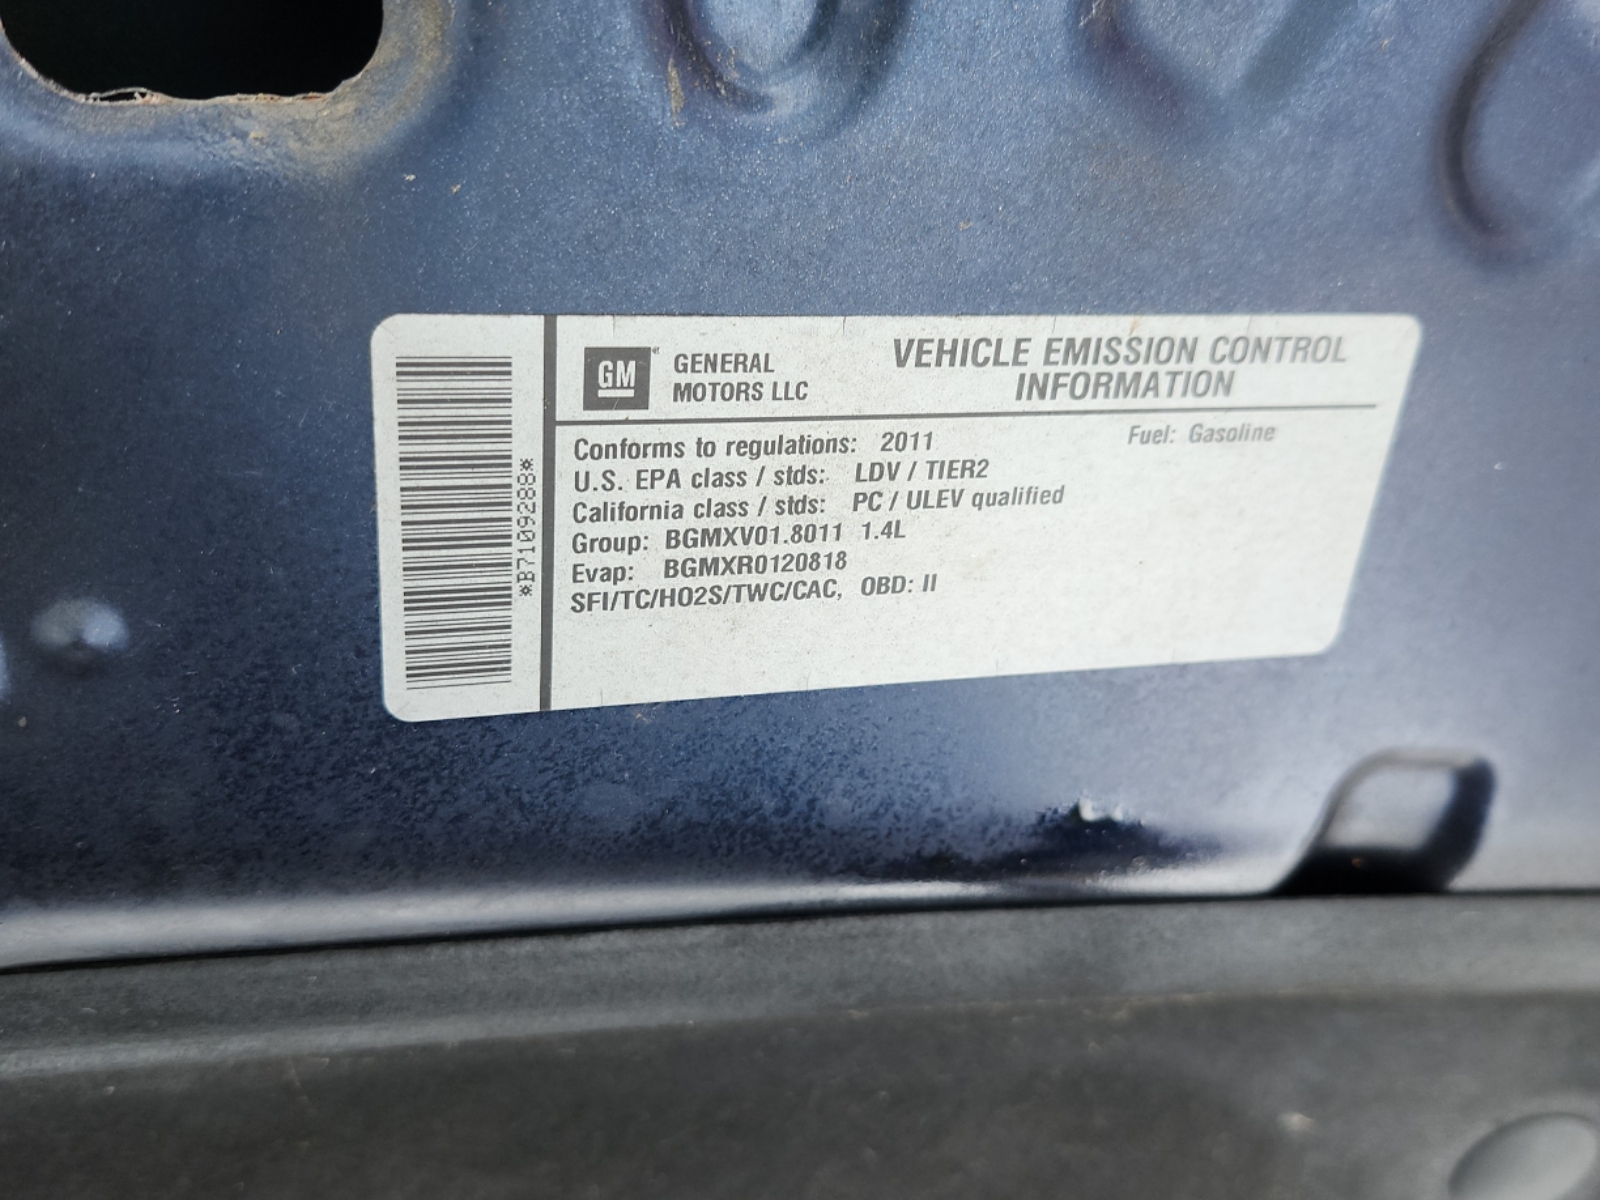 *B71092888*
GM GENERAL
MOTORS LLC
VEHICLE EMISSION CONTROL
INFORMATION
Conforms to regulations: 2011 Fuel: Gasoline
U.S. EPA class / stds: LDV / TIER2
California class / stds: PC / ULEV qualified
Group: BGMXV01.8011 1.4L
Evap: BGMXR0120818
SFI/TC/HO2S/TWC/CAC, OBD: II